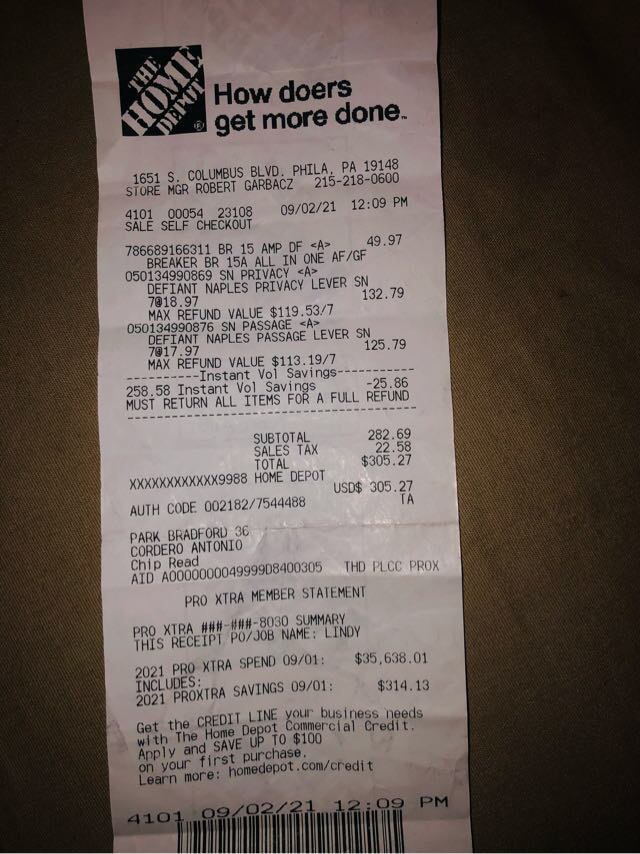 THE
HOME
DEPOT
®
How doers
get more done™
1651 S. COLUMBUS BLVD. PHILA, PA 19148
STORE MGR ROBERT GARBACZ 215-218-0600
4101 00054 23108 09/02/21 12:09 PM
SALE SELF CHECKOUT
786689166311 BR 15 AMP DF <A> 49.97
BREAKER BR 15A ALL IN ONE AF/GF
050134990869 SN PRIVACY <A>
DEFIANT NAPLES PRIVACY LEVER SN
7@18.97 132.79
MAX REFUND VALUE $119.53/7
050134990876 SN PASSAGE <A>
DEFIANT NAPLES PASSAGE LEVER SN
7@17.97 125.79
MAX REFUND VALUE $113.19/7
----------Instant Vol Savings-----------
258.58 Instant Vol Savings -25.86
MUST RETURN ALL ITEMS FOR A FULL REFUND
----------------------------------------
SUBTOTAL 282.69
SALES TAX 22.58
TOTAL $305.27
XXXXXXXXXXXX9988 HOME DEPOT
USD$ 305.27
AUTH CODE 002182/7544488 TA
PARK BRADFORD 36
CORDERO ANTONIO
Chip Read
AID A0000000049999D8400305 THD PLCC PROX
PRO XTRA MEMBER STATEMENT
PRO XTRA ###-###-8030 SUMMARY
THIS RECEIPT PO/JOB NAME: LINDY
2021 PRO XTRA SPEND 09/01: $35,638.01
INCLUDES:
2021 PROXTRA SAVINGS 09/01: $314.13
Get the CREDIT LINE your business needs
with The Home Depot Commercial Credit.
Apply and SAVE UP TO $100
on your first purchase.
Learn more: homedepot.com/credit
4101 09/02/21 12:09 PM